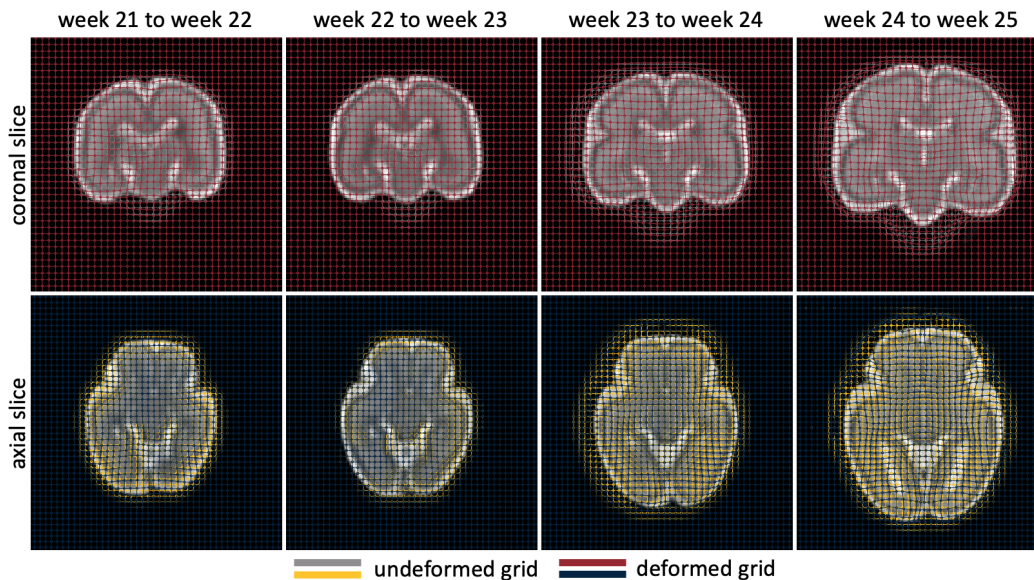 week 21 to week 22
week 22 to week 23
week 23 to week 24
week 24 to week 25
coronal slice
axial slice
undeformed grid
deformed grid